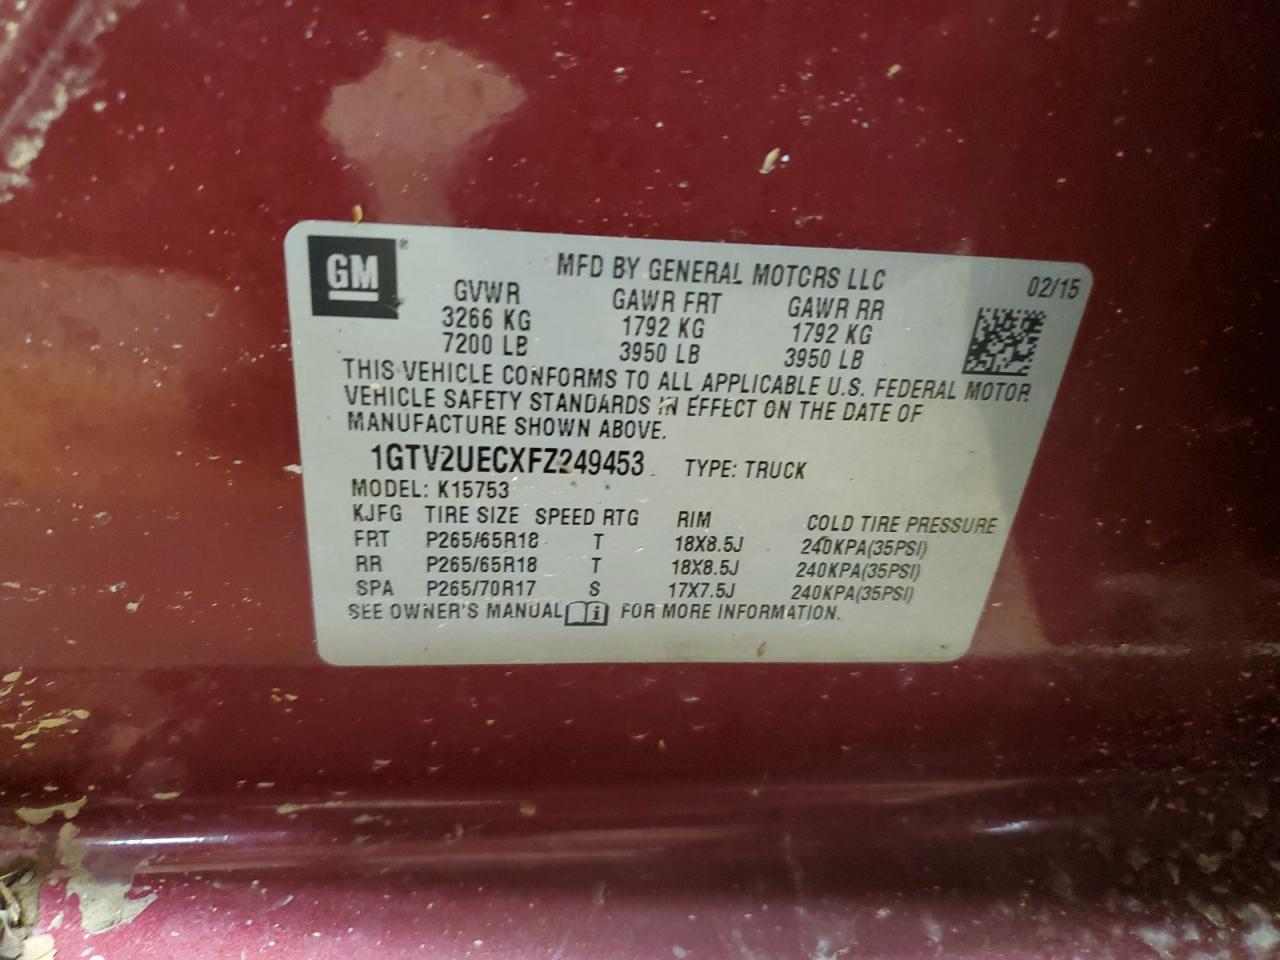 GM®
MFD BY GENERAL MOTORS LLC
02/15
GVWR GAWR FRT GAWR RR
3266 KG 1792 KG 1792 KG
7200 LB 3950 LB 3950 LB
THIS VEHICLE CONFORMS TO ALL APPLICABLE U.S. FEDERAL MOTOR
VEHICLE SAFETY STANDARDS IN EFFECT ON THE DATE OF
MANUFACTURE SHOWN ABOVE.
1GTV2UECXFZ249453 TYPE: TRUCK
MODEL: K15753
KJFG TIRE SIZE SPEED RTG RIM COLD TIRE PRESSURE
FRT P265/65R18 T 18X8.5J 240KPA(35PSI)
RR P265/65R18 T 18X8.5J 240KPA(35PSI)
SPA P265/70R17 S 17X7.5J 240KPA(35PSI)
SEE OWNER'S MANUAL i FOR MORE INFORMATION.